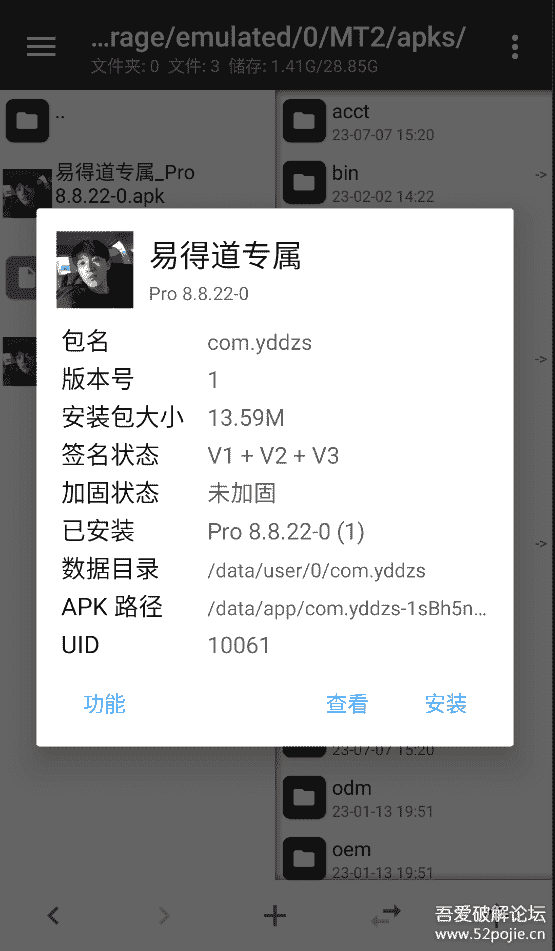 ...rage/emulated/0/MT2/apks/
文件夹: 0 文件: 3 储存: 1.41G/28.85G
..
易得道专属_Pro
8.8.22-0.apk
acct
23-07-07 15:20
bin
->
23-02-02 14:22
易得道专属
Pro 8.8.22-0
包名 com.yddzs
版本号 1
安装包大小 13.59M
签名状态 V1 + V2 + V3
加固状态 未加固
已安装 Pro 8.8.22-0 (1)
数据目录 /data/user/0/com.yddzs
APK 路径 /data/app/com.yddzs-1sBh5n...
UID 10061
功能 查看 安装
->
->
23-07-07 15:20
odm
23-01-13 19:51
oem
23-01-13 19:51
吾爱破解论坛
www.52pojie.cn